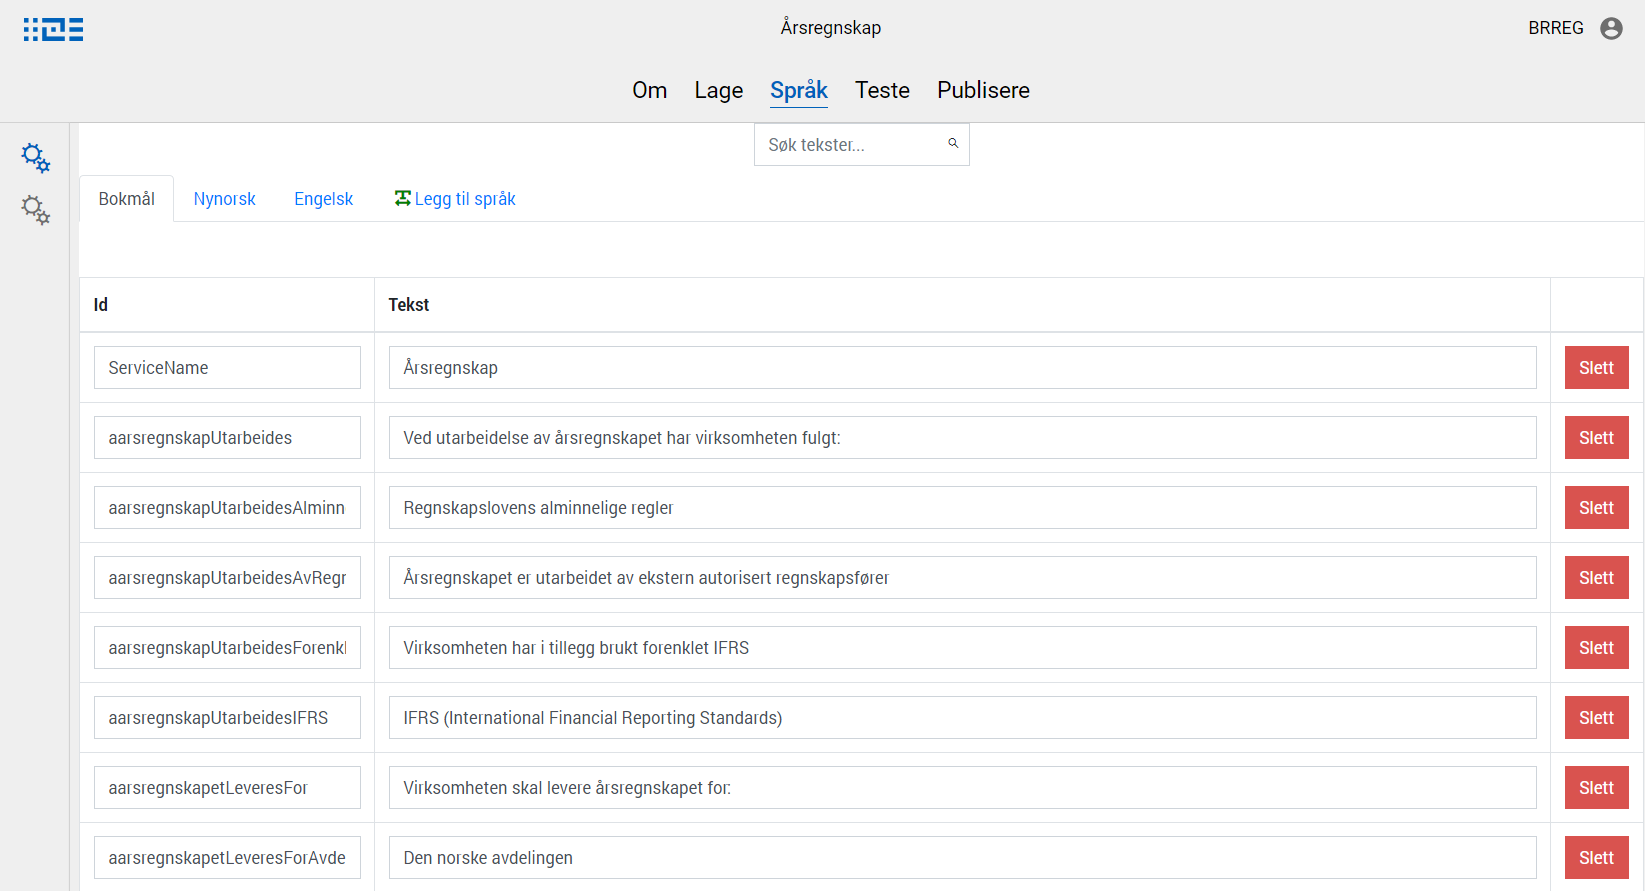 Årsregnskap
BRREG
Om Lage Språk Teste Publisere
Søk tekster...
Bokmål Nynorsk Engelsk Legg til språk
Id Tekst
ServiceName Årsregnskap Slett
aarsregnskapUtarbeides Ved utarbeidelse av årsregnskapet har virksomheten fulgt: Slett
aarsregnskapUtarbeidesAlminn Regnskapslovens alminnelige regler Slett
aarsregnskapUtarbeidesAvRegr Årsregnskapet er utarbeidet av ekstern autorisert regnskapsfører Slett
aarsregnskapUtarbeidesForenkl Virksomheten har i tillegg brukt forenklet IFRS Slett
aarsregnskapUtarbeidesIFRS IFRS (International Financial Reporting Standards) Slett
aarsregnskapetLeveresFor Virksomheten skal levere årsregnskapet for: Slett
aarsregnskapetLeveresForAvde Den norske avdelingen Slett